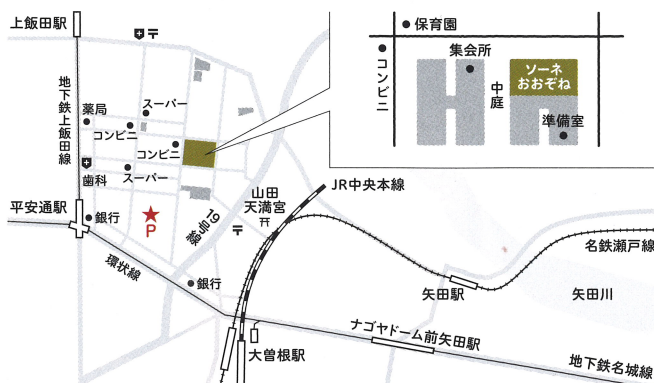 上飯田駅
地下鉄上飯田線
薬局
スーパー
コンビニ
コンビニ
歯科
スーパー
平安通駅
銀行
P
環状線
19号線
銀行
山田
天満宮
JR中央本線
大曽根駅
矢田駅
ナゴヤドーム前矢田駅
名鉄瀬戸線
矢田川
地下鉄名城線
保育園
コンビニ
集会所
中庭
ソーネ
おおぞね
準備室